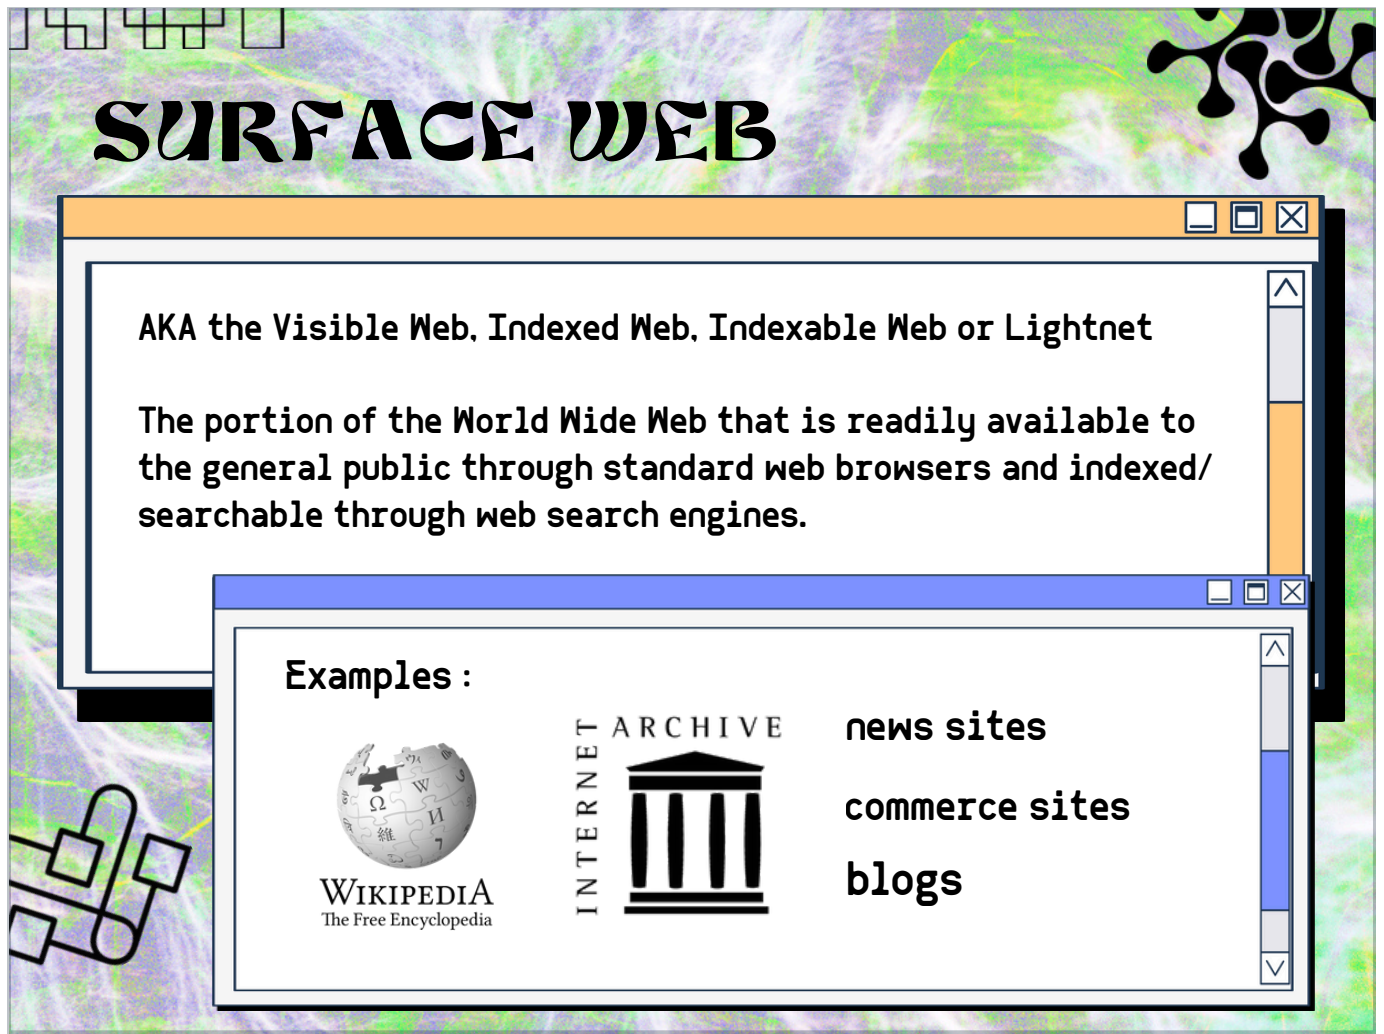 SURFACE WEB
AKA the Visible Web, Indexed Web, Indexable Web or Lightnet
The portion of the World Wide Web that is readily available to
the general public through standard web browsers and indexed/
searchable through web search engines.
Examples :
Ω
W
維
И
WIKIPEDIA
The Free Encyclopedia
INTERNET
ARCHIVE
news sites
commerce sites
blogs